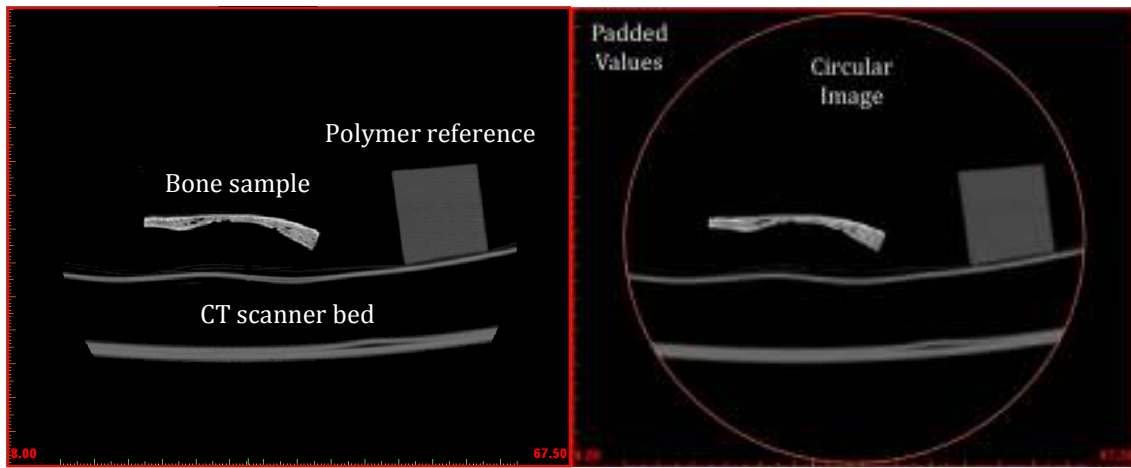 Padded
Values
Circular
Image
Polymer reference
Bone sample
CT scanner bed
8.00
67.50